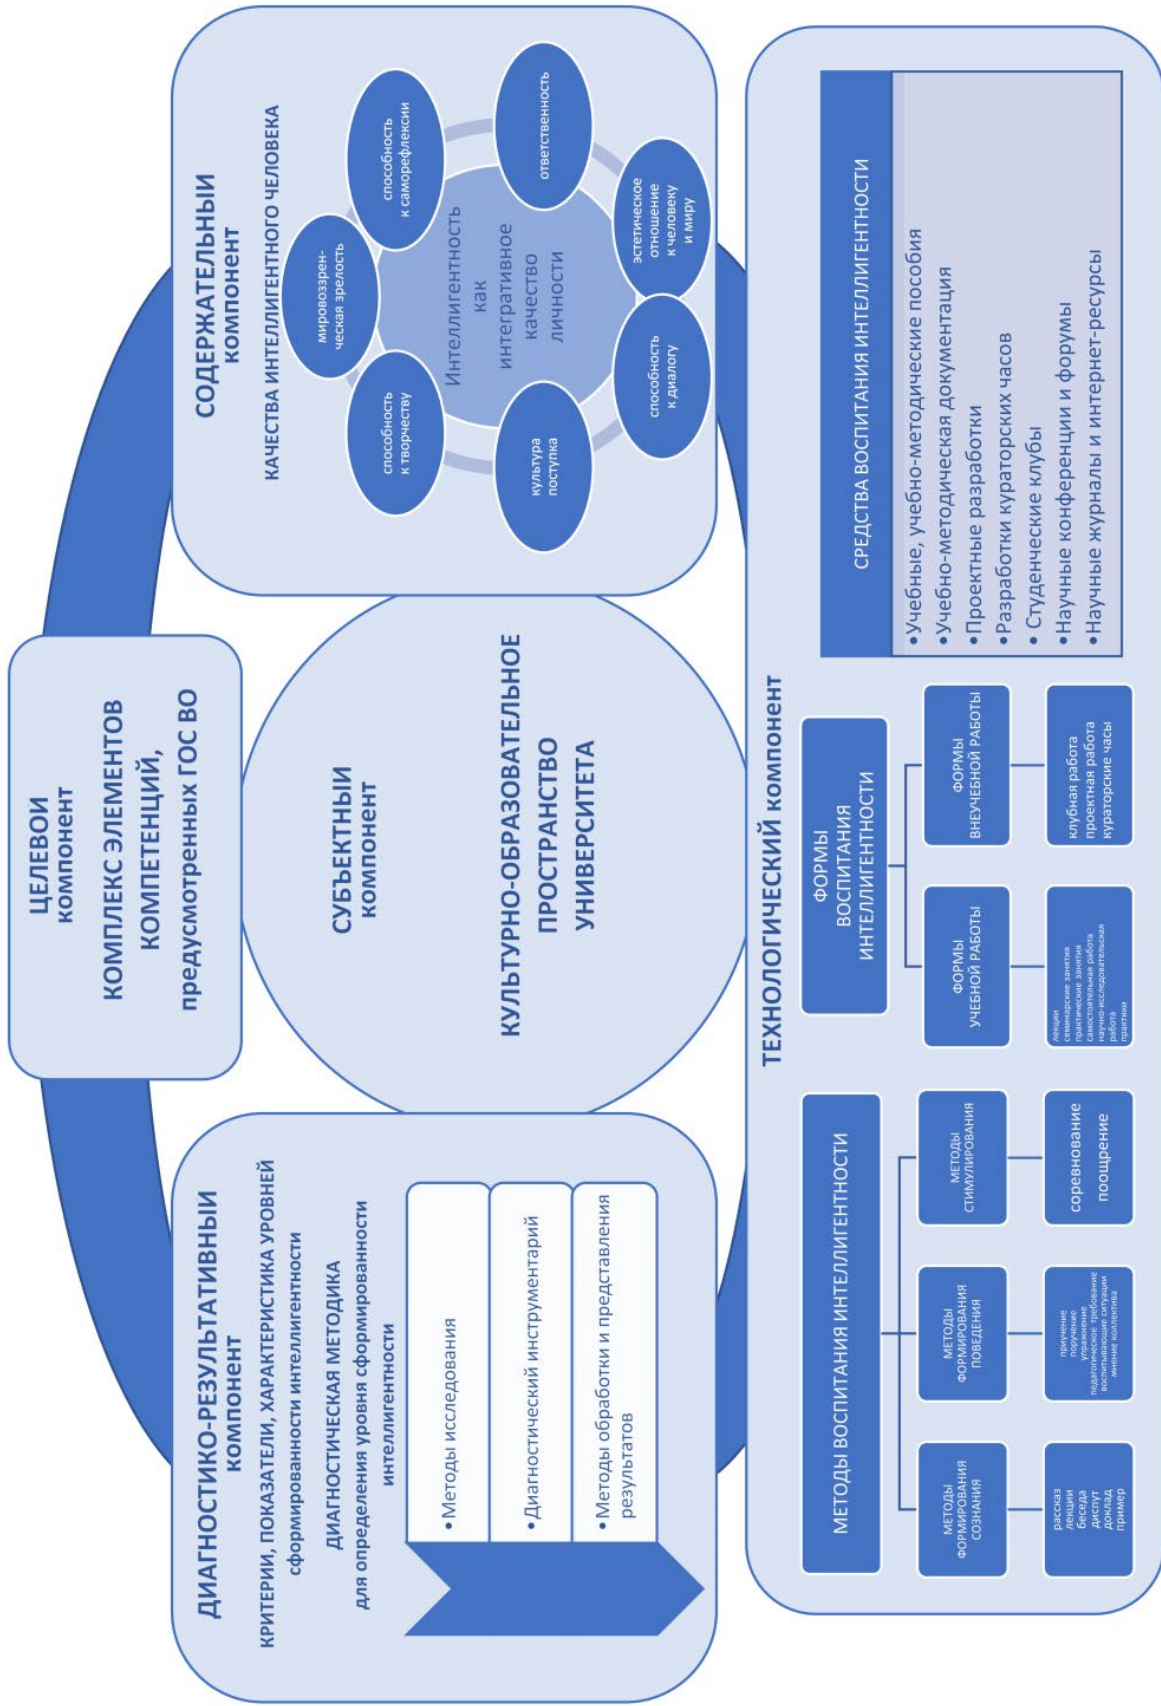 ЦЕЛЕВОЙ
компонент
КОМПЛЕКС ЭЛЕМЕНТОВ
КОМПЕТЕНЦИЙ,
предусмотренных ГОС ВО
ДИАГНОСТИКО-РЕЗУЛЬТАТИВНЫЙ
компонент
КРИТЕРИИ, ПОКАЗАТЕЛИ, ХАРАКТЕРИСТИКА УРОВНЕЙ
сформированности интеллигентности
ДИАГНОСТИЧЕСКАЯ МЕТОДИКА
для определения уровня сформированности
интеллигентности
• Методы исследования
• Диагностический инструментарий
• Методы обработки и представления
результатов
СУБЪЕКТНЫЙ
компонент
КУЛЬТУРНО-ОБРАЗОВАТЕЛЬНОЕ
ПРОСТРАНСТВО
УНИВЕРСИТЕТА
СОДЕРЖАТЕЛЬНЫЙ
компонент
КАЧЕСТВА ИНТЕЛЛИГЕНТНОГО ЧЕЛОВЕКА
мировоззрен-
ческая зрелость
способность
к саморефлексии
ответственность
эстетическое
отношение
к человеку
и миру
способность
к диалогу
культура
поступка
способность
к творчеству
Интеллигентность
как
интегративное
качество
личности
ТЕХНОЛОГИЧЕСКИЙ компонент
МЕТОДЫ ВОСПИТАНИЯ ИНТЕЛЛИГЕНТНОСТИ
МЕТОДЫ
ФОРМИРОВАНИЯ
СОЗНАНИЯ
рассказ
лекции
беседа
диспут
доклад
пример
МЕТОДЫ
ФОРМИРОВАНИЯ
ПОВЕДЕНИЯ
приучение
поручение
упражнение
педагогическое требование
воспитывающие ситуации
мнение коллектива
МЕТОДЫ
СТИМУЛИРОВАНИЯ
соревнование
поощрение
ФОРМЫ
ВОСПИТАНИЯ
ИНТЕЛЛИГЕНТНОСТИ
ФОРМЫ
УЧЕБНОЙ РАБОТЫ
лекции
семинарские занятия
практические занятия
самостоятельная работа
научно-исследовательская
работа
практики
ФОРМЫ
ВНЕУЧЕБНОЙ РАБОТЫ
клубная работа
проектная работа
кураторские часы
СРЕДСТВА ВОСПИТАНИЯ ИНТЕЛЛИГЕНТНОСТИ
• Учебные, учебно-методические пособия
• Учебно-методическая документация
• Проектные разработки
• Разработки кураторских часов
• Студенческие клубы
• Научные конференции и форумы
• Научные журналы и интернет-ресурсы